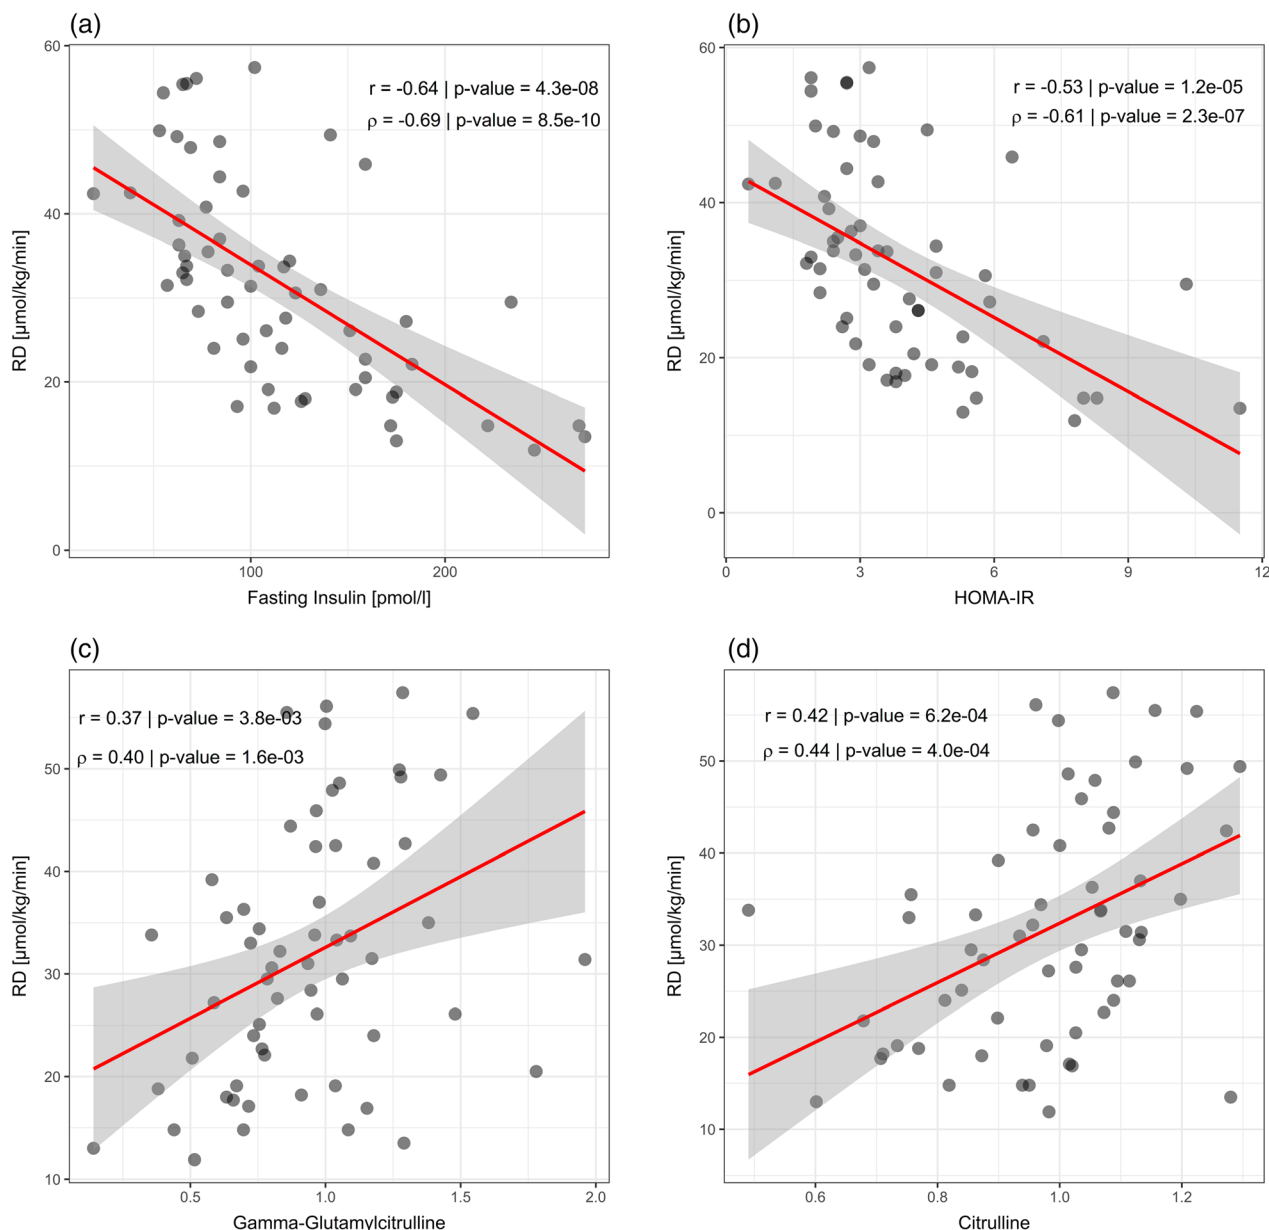 (a)
60
40
20
0
RD [μmol/kg/min]
r = -0.64 | p-value = 4.3e-08
ρ = -0.69 | p-value = 8.5e-10
100
200
Fasting Insulin [pmol/l]
(b)
60
40
20
0
RD [μmol/kg/min]
r = -0.53 | p-value = 1.2e-05
ρ = -0.61 | p-value = 2.3e-07
0
3
6
9
12
HOMA-IR
(c)
50
40
30
20
10
RD [μmol/kg/min]
r = 0.37 | p-value = 3.8e-03
ρ = 0.40 | p-value = 1.6e-03
0.5
1.0
1.5
2.0
Gamma-Glutamylcitrulline
(d)
50
40
30
20
10
RD [μmol/kg/min]
r = 0.42 | p-value = 6.2e-04
ρ = 0.44 | p-value = 4.0e-04
0.6
0.8
1.0
1.2
Citrulline